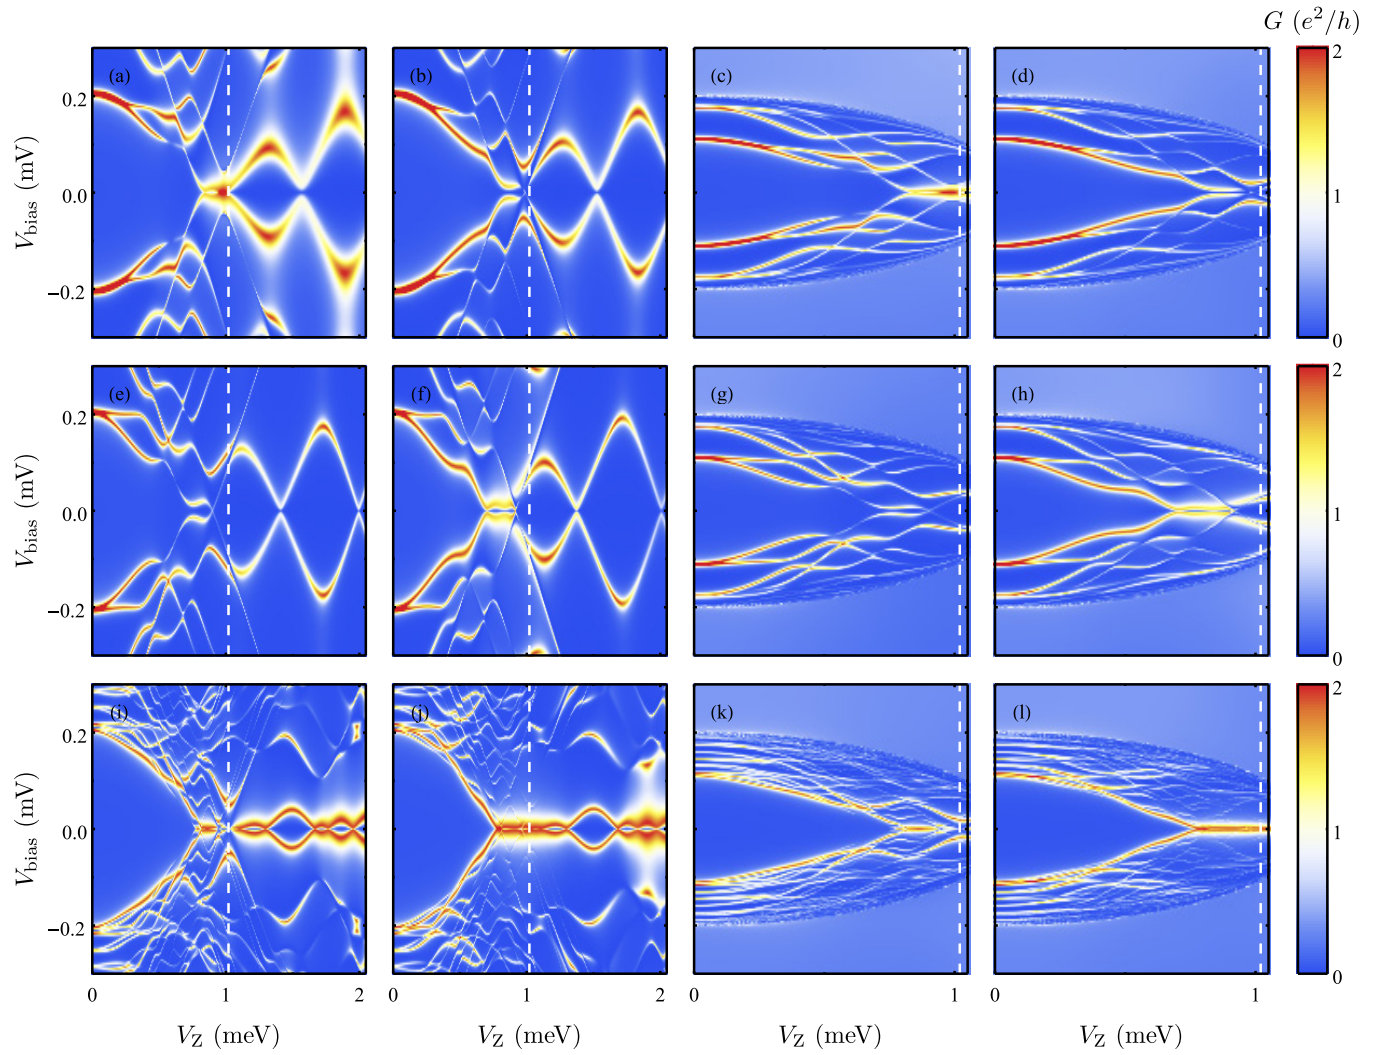 G (e²/h)
(a) (b) (c) (d) 2
0.2
V_bias (mV) 0.0 1
−0.2
0
(e) (f) (g) (h) 2
0.2
V_bias (mV) 0.0 1
−0.2
0
(i) (j) (k) (l) 2
0.2
V_bias (mV) 0.0 1
−0.2
0
0 1 2 0 1 2 0 1 0 1
V_Z (meV) V_Z (meV) V_Z (meV) V_Z (meV)